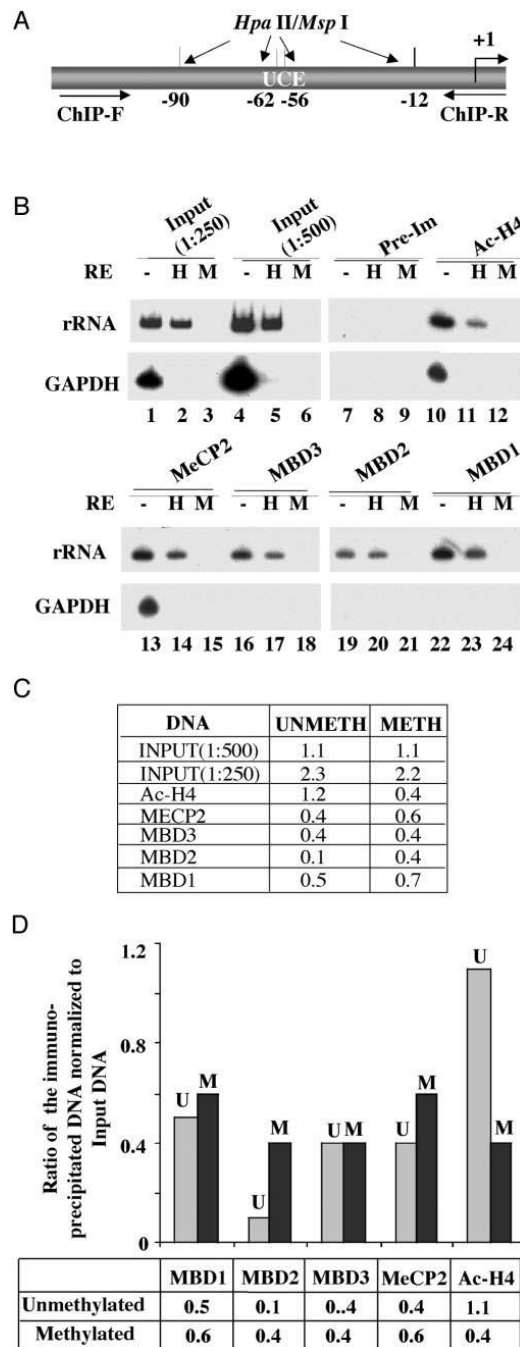 A
Hpa II/Msp I
+1
UCE
-90 -62 -56 -12
ChIP-F ChIP-R
B
Input (1:250) Input (1:500) Pre-Im Ac-H4
RE - H M - H M - H M - H M
rRNA
GAPDH
1 2 3 4 5 6 7 8 9 10 11 12
MeCP2 MBD3 MBD2 MBD1
RE - H M - H M - H M - H M
rRNA
GAPDH
13 14 15 16 17 18 19 20 21 22 23 24
C
DNA UNMETH METH
INPUT(1:500) 1.1 1.1
INPUT(1:250) 2.3 2.2
Ac-H4 1.2 0.4
MECP2 0.4 0.6
MBD3 0.4 0.4
MBD2 0.1 0.4
MBD1 0.5 0.7
D
Ratio of the immuno-
precipitated DNA normalized to
Input DNA
1.2
0.8
0.4
0
U M U M U M U M U M
MBD1 MBD2 MBD3 MeCP2 Ac-H4
Unmethylated 0.5 0.1 0..4 0.4 1.1
Methylated 0.6 0.4 0.4 0.6 0.4